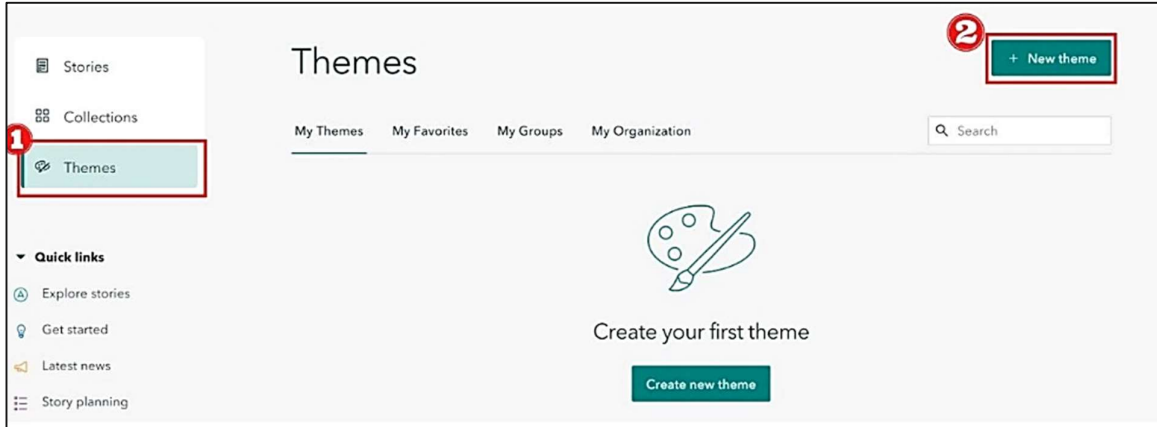 Stories
Collections
1
Themes
Quick links
Explore stories
Get started
Latest news
Story planning
Themes
2
+ New theme
My Themes My Favorites My Groups My Organization
Search
Create your first theme
Create new theme